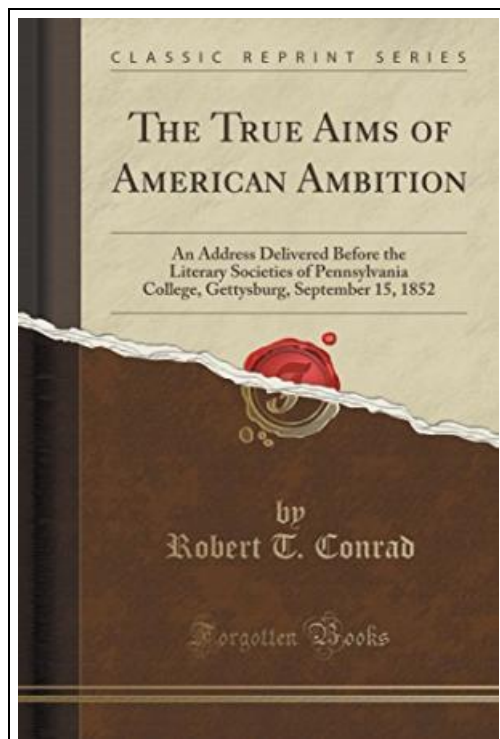 CLASSIC REPRINT SERIES
THE TRUE AIMS OF
AMERICAN AMBITION
An Address Delivered Before the
Literary Societies of Pennsylvania
College, Gettysburg, September 15, 1852
by
Robert T. Conrad
Forgotten Books